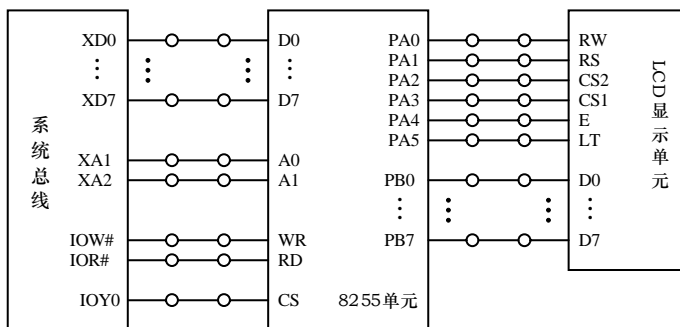 XD0 D0 PA0 RW
PA1 RS
⋮ ⋮ ⋮ ⋮ PA2 CS2
XD7 D7 PA3 CS1
PA4 E
PA5 LT
XA1 A0
XA2 A1 PB0 D0
⋮ ⋮ ⋮ ⋮
IOW# WR PB7 D7
IOR# RD
IOY0 CS 8255单元
系统总线
LCD显示单元